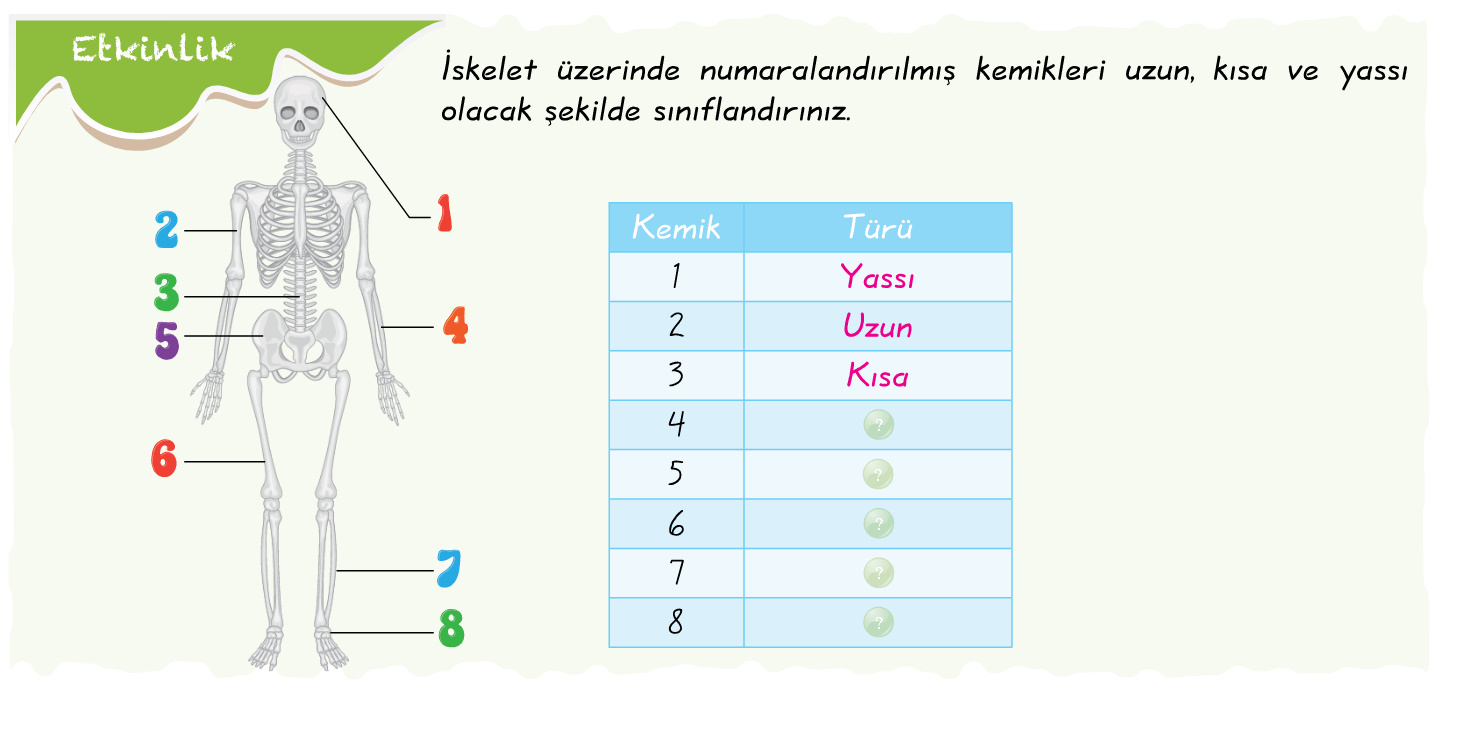 Etkinlik
İskelet üzerinde numaralandırılmış kemikleri uzun, kısa ve yassı
olacak şekilde sınıflandırınız.
1
2
3
5
4
6
7
8
Kemik Türü
1 Yassı
2 Uzun
3 Kısa
4 ?
5 ?
6 ?
7 ?
8 ?